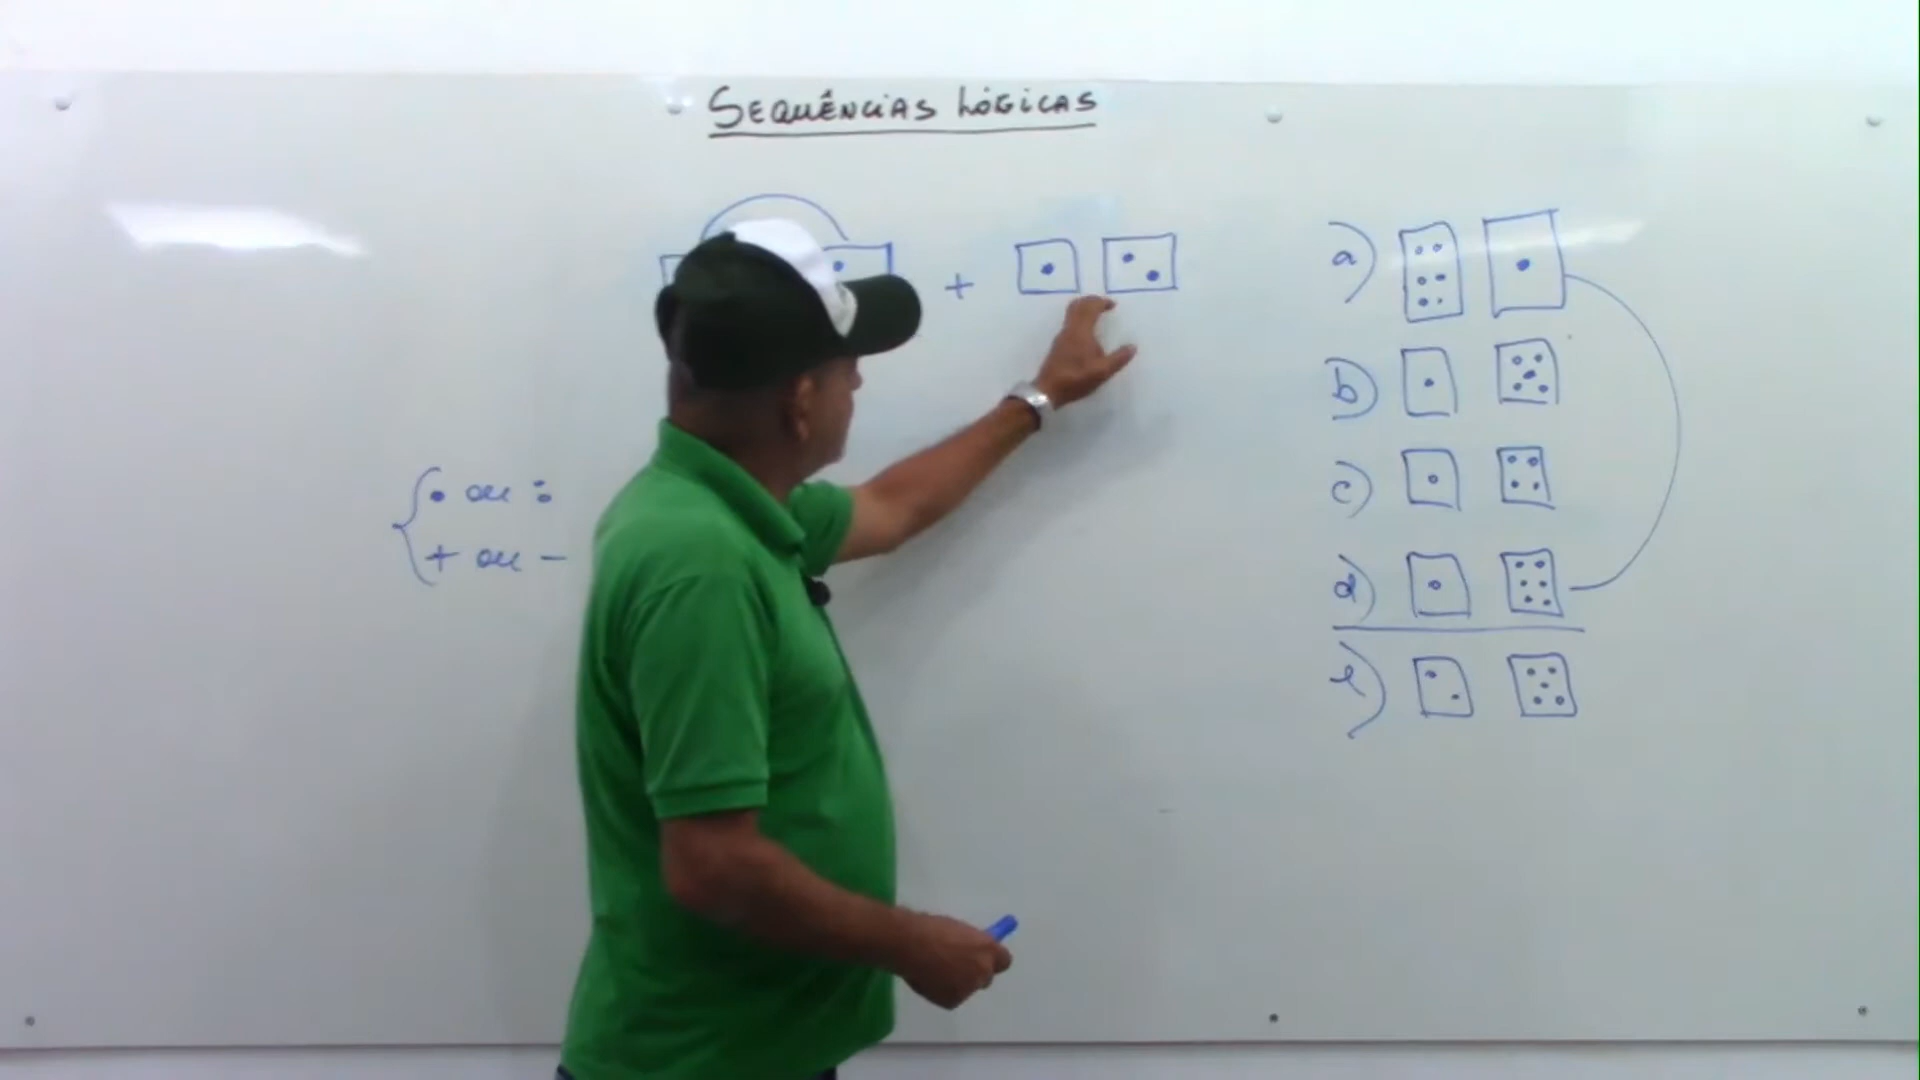 SEQUÊNCIAS LÓGICAS
+
• ou :
+ ou −
a)
b)
c)
d)
e)